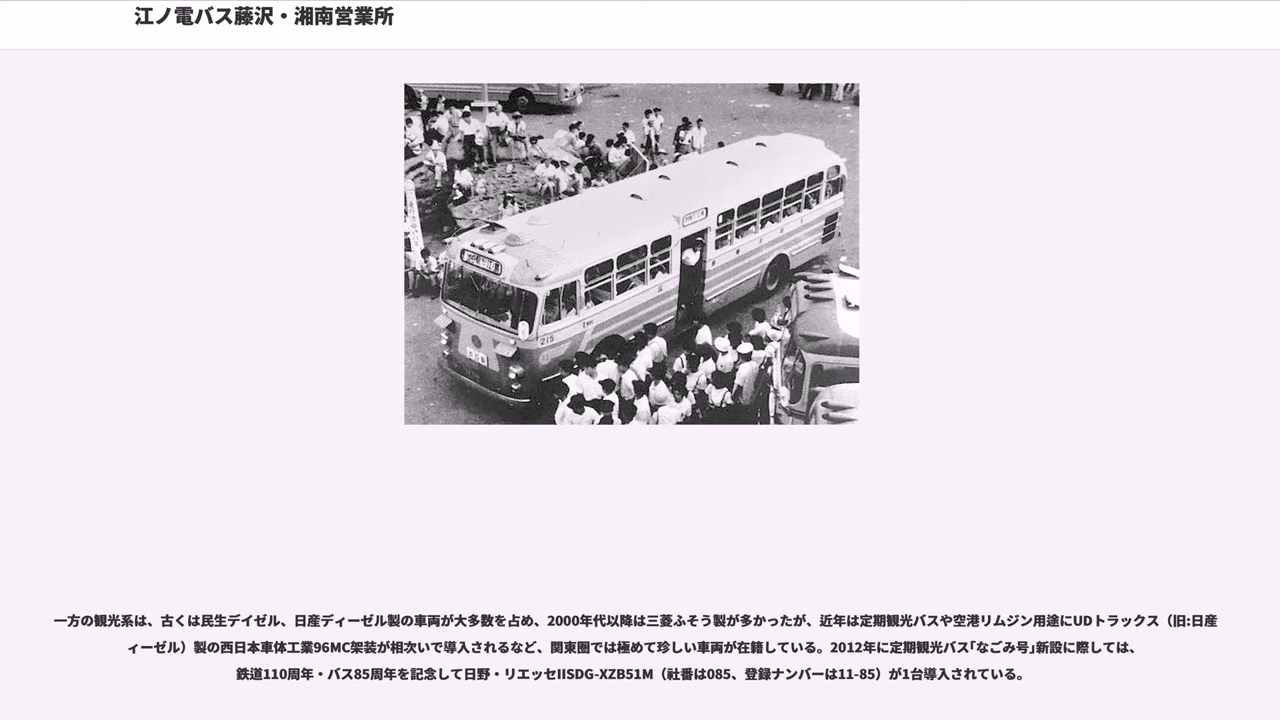 江ノ電バス藤沢・湘南営業所
215
一方の観光系は、古くは民生デイゼル、日産ディーゼル製の車両が大多数を占め、2000年代以降は三菱ふそう製が多かったが、近年は定期観光バスや空港リムジン用途にUDトラックス（旧:日産
ィーゼル）製の西日本車体工業96MC架装が相次いで導入されるなど、関東圏では極めて珍しい車両が在籍している。2012年に定期観光バス｢なごみ号｣新設に際しては、
鉄道110周年・バス85周年を記念して日野・リエッセIISDG-XZB51M（社番は085、登録ナンバーは11-85）が1台導入されている。